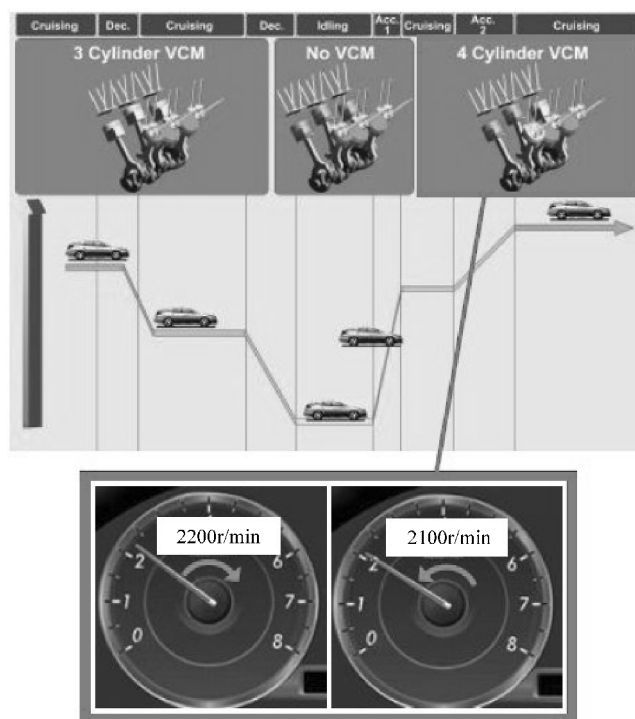 Cruising Dec. Cruising Dec. Idling Acc. 1 Cruising Acc. 2 Cruising
3 Cylinder VCM No VCM 4 Cylinder VCM
2200r/min 2100r/min
0 1 2 6 7 8
0 1 2 6 7 8